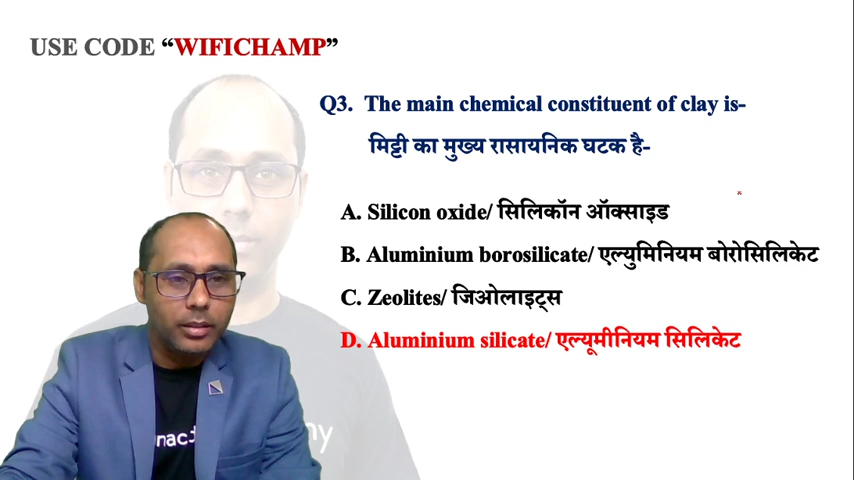 USE CODE “WIFICHAMP”
Q3. The main chemical constituent of clay is-
मिट्टी का मुख्य रासायनिक घटक है-
A. Silicon oxide/ सिलिकॉन ऑक्साइड
B. Aluminium borosilicate/ एल्युमिनियम बोरोसिलिकेट
C. Zeolites/ जिओलाइट्स
D. Aluminium silicate/ एल्यूमीनियम सिलिकेट